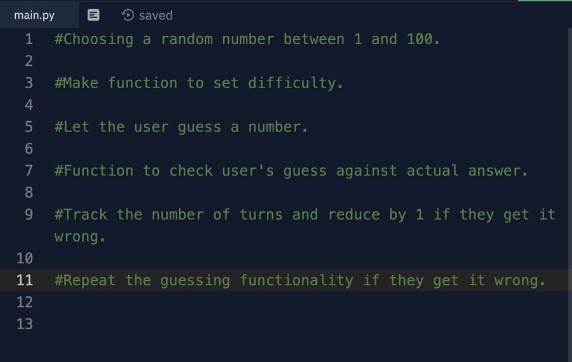 main.py saved
1 #Choosing a random number between 1 and 100.
2
3 #Make function to set difficulty.
4
5 #Let the user guess a number.
6
7 #Function to check user's guess against actual answer.
8
9 #Track the number of turns and reduce by 1 if they get it
wrong.
10
11 #Repeat the guessing functionality if they get it wrong.
12
13